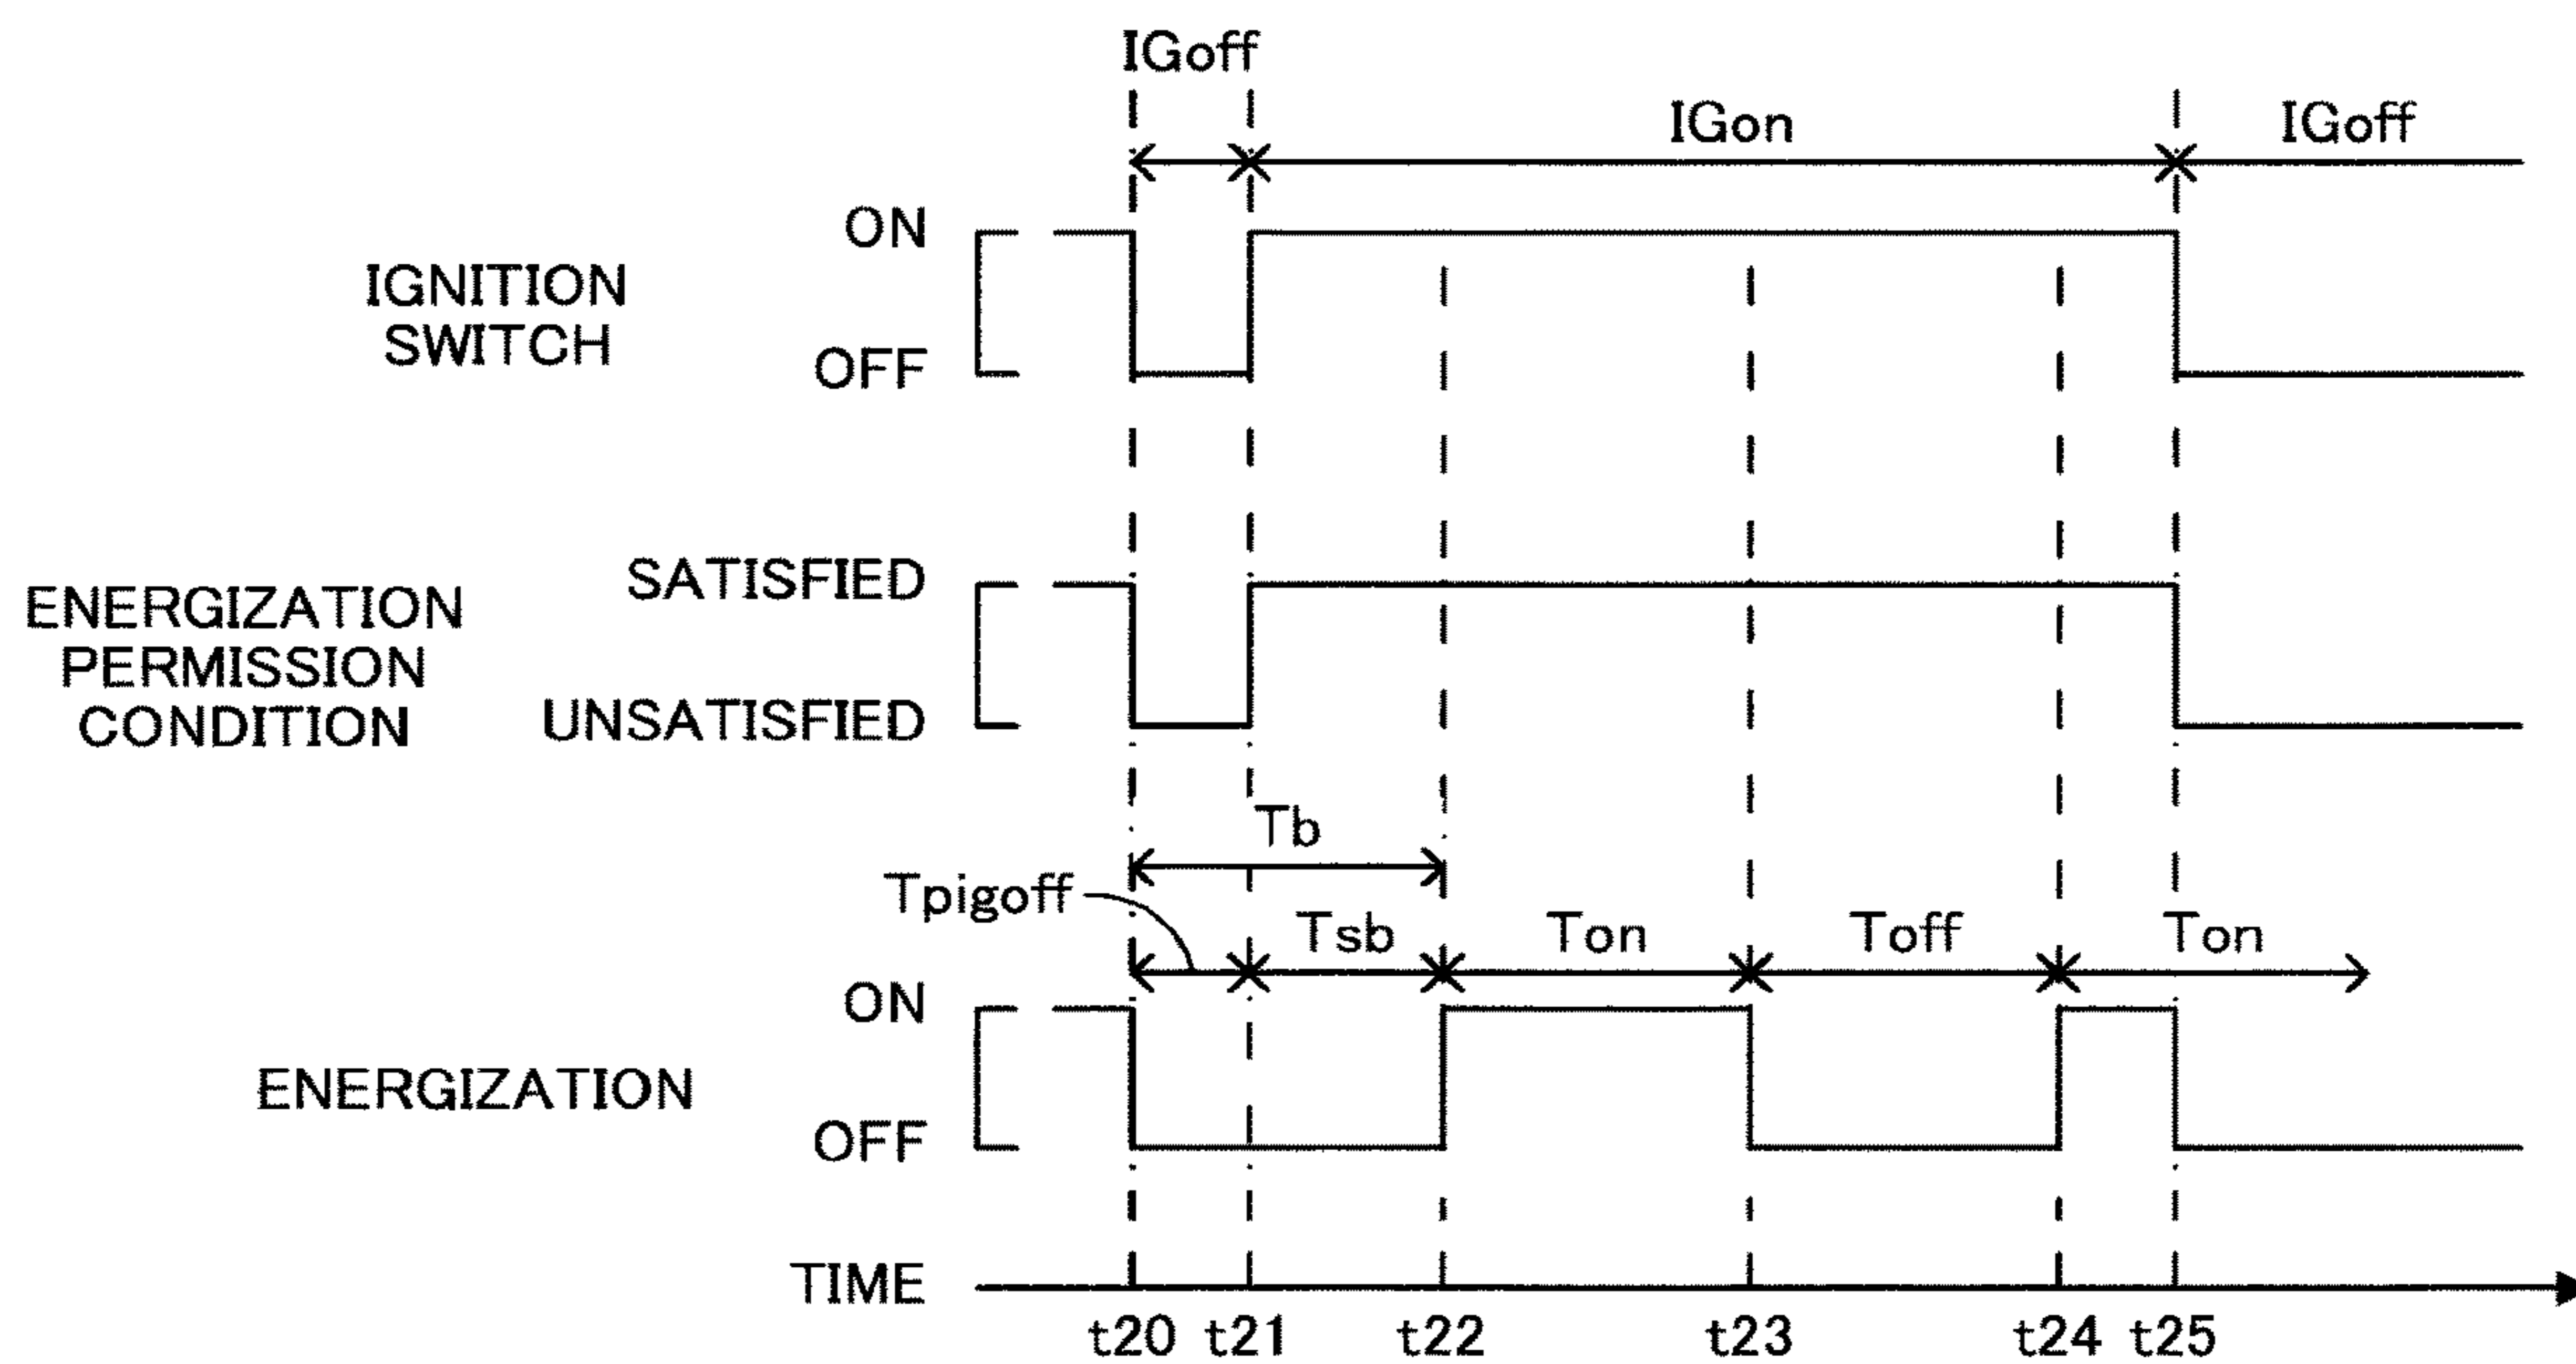 IGoff
IGon
IGoff
ON
IGNITION
SWITCH
OFF
SATISFIED
ENERGIZATION
PERMISSION
CONDITION
UNSATISFIED
Tb
Tpigoff
Tsb
Ton
Toff
Ton
ON
ENERGIZATION
OFF
TIME
t20 t21 t22 t23 t24 t25